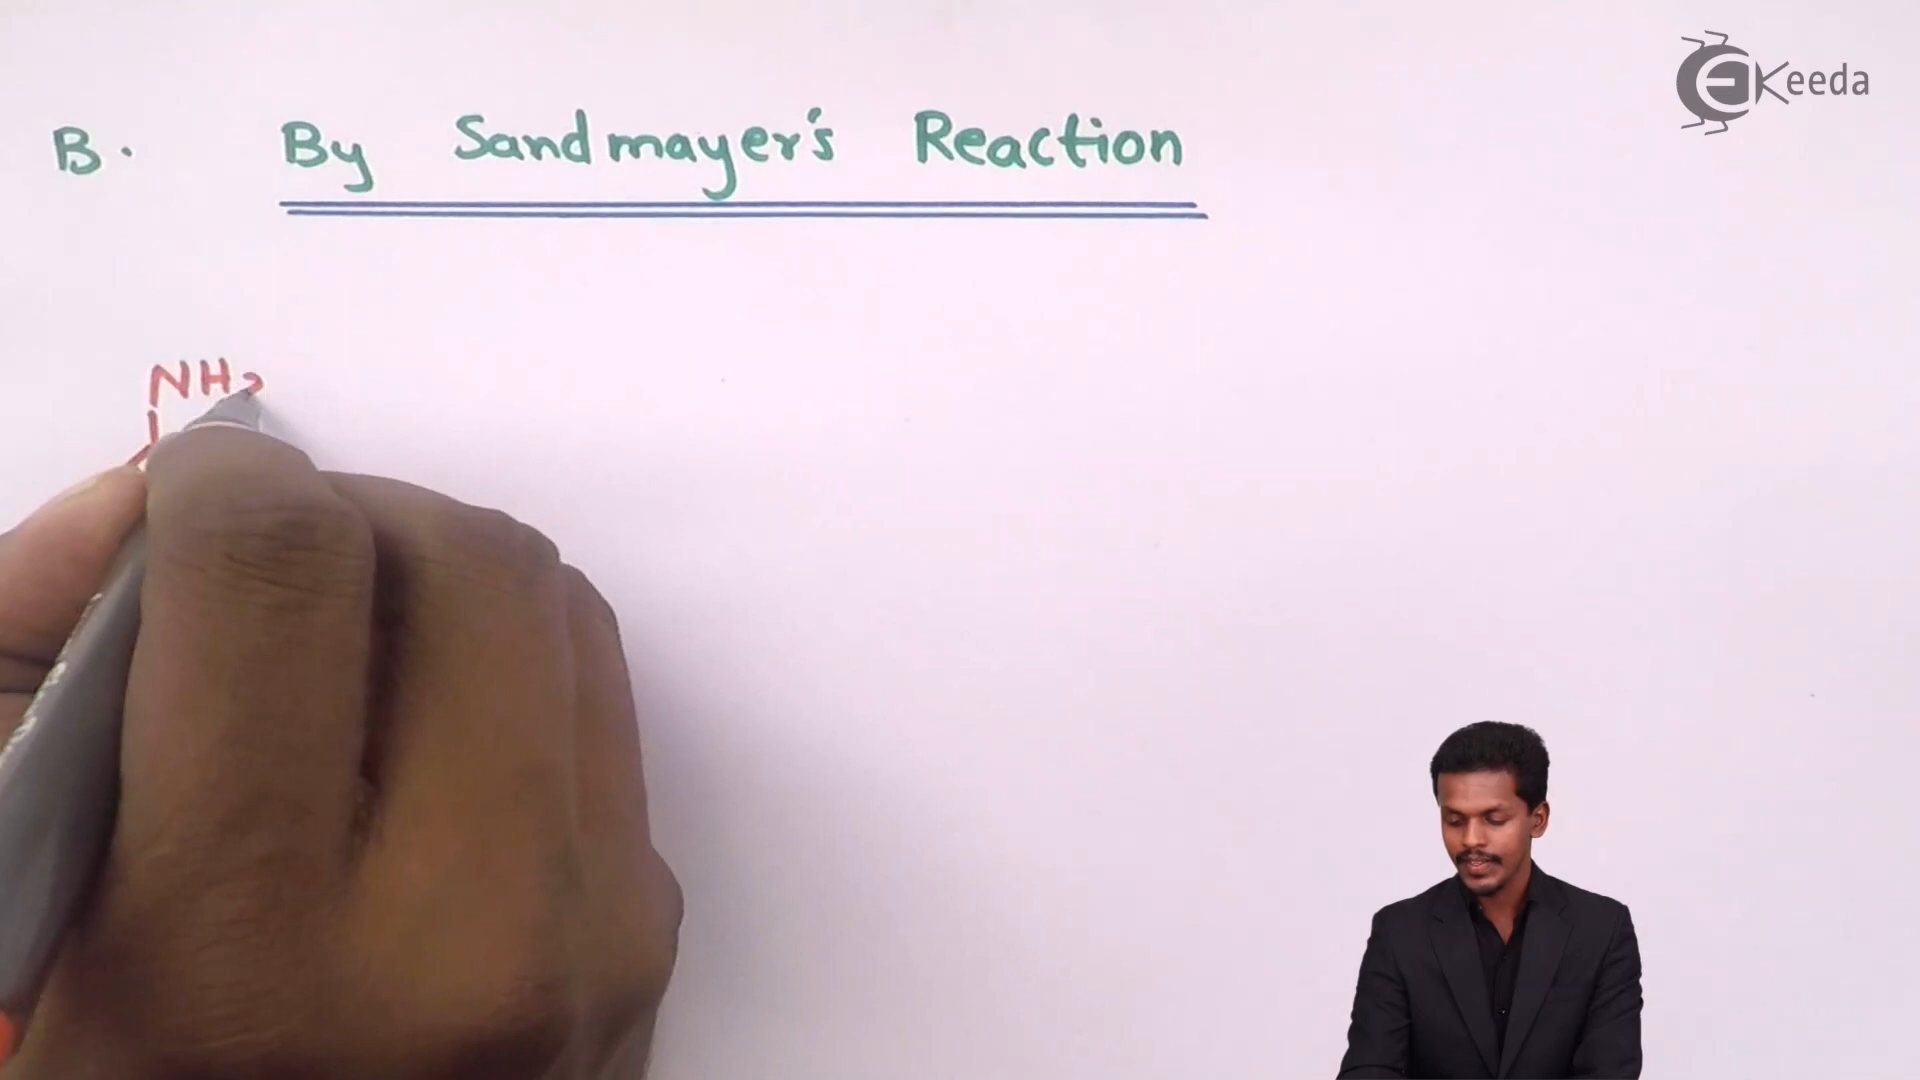 EKeeda
B. By Sandmayer's Reaction
NH2